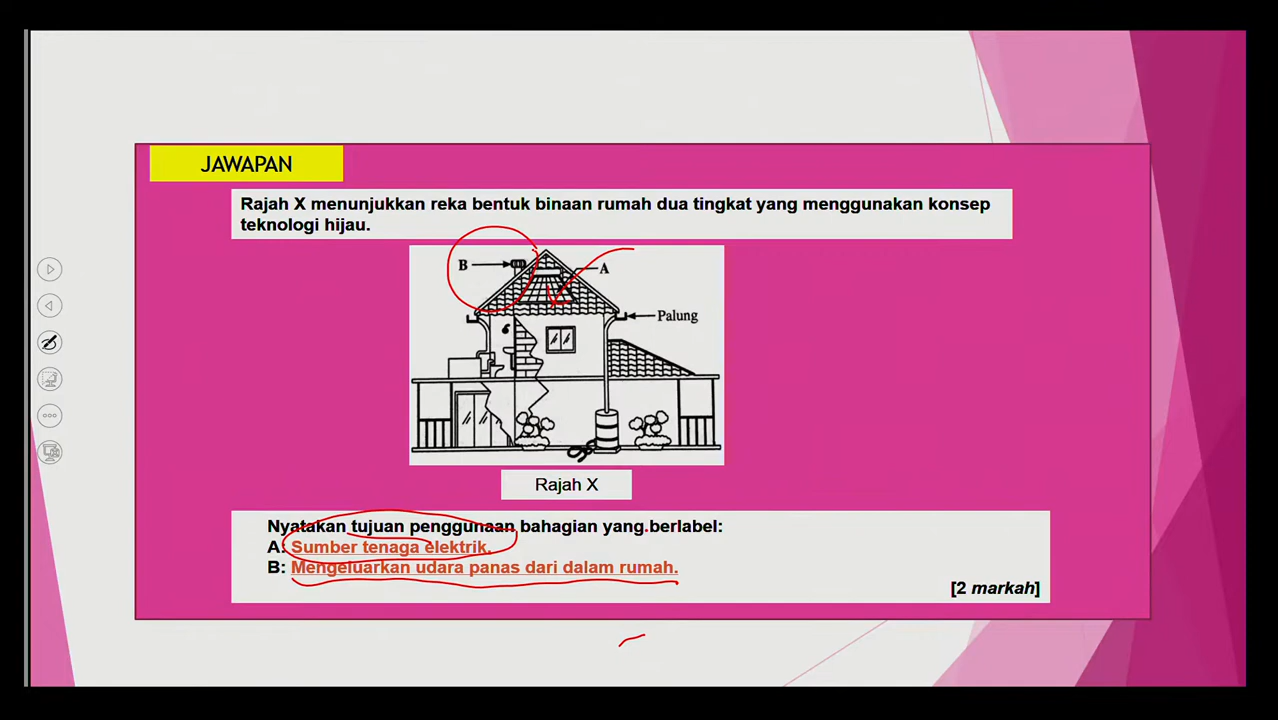 JAWAPAN
Rajah X menunjukkan reka bentuk binaan rumah dua tingkat yang menggunakan konsep
teknologi hijau.
B
A
Palung
Rajah X
Nyatakan tujuan penggunaan bahagian yang berlabel:
A: Sumber tenaga elektrik.
B: Mengeluarkan udara panas dari dalam rumah.
[2 markah]